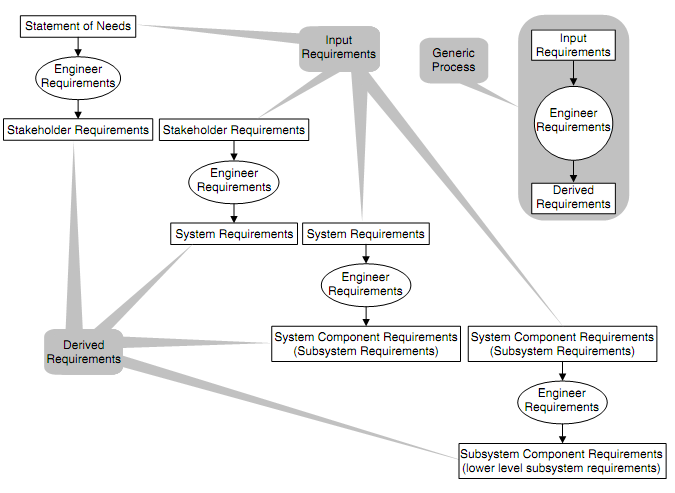 Statement of Needs
Engineer
Requirements
Stakeholder Requirements
Input
Requirements
Generic
Process
Input
Requirements
Engineer
Requirements
Derived
Requirements
Stakeholder Requirements
Engineer
Requirements
System Requirements
System Requirements
Engineer
Requirements
Derived
Requirements
System Component Requirements
(Subsystem Requirements)
System Component Requirements
(Subsystem Requirements)
Engineer
Requirements
Subsystem Component Requirements
(lower level subsystem requirements)